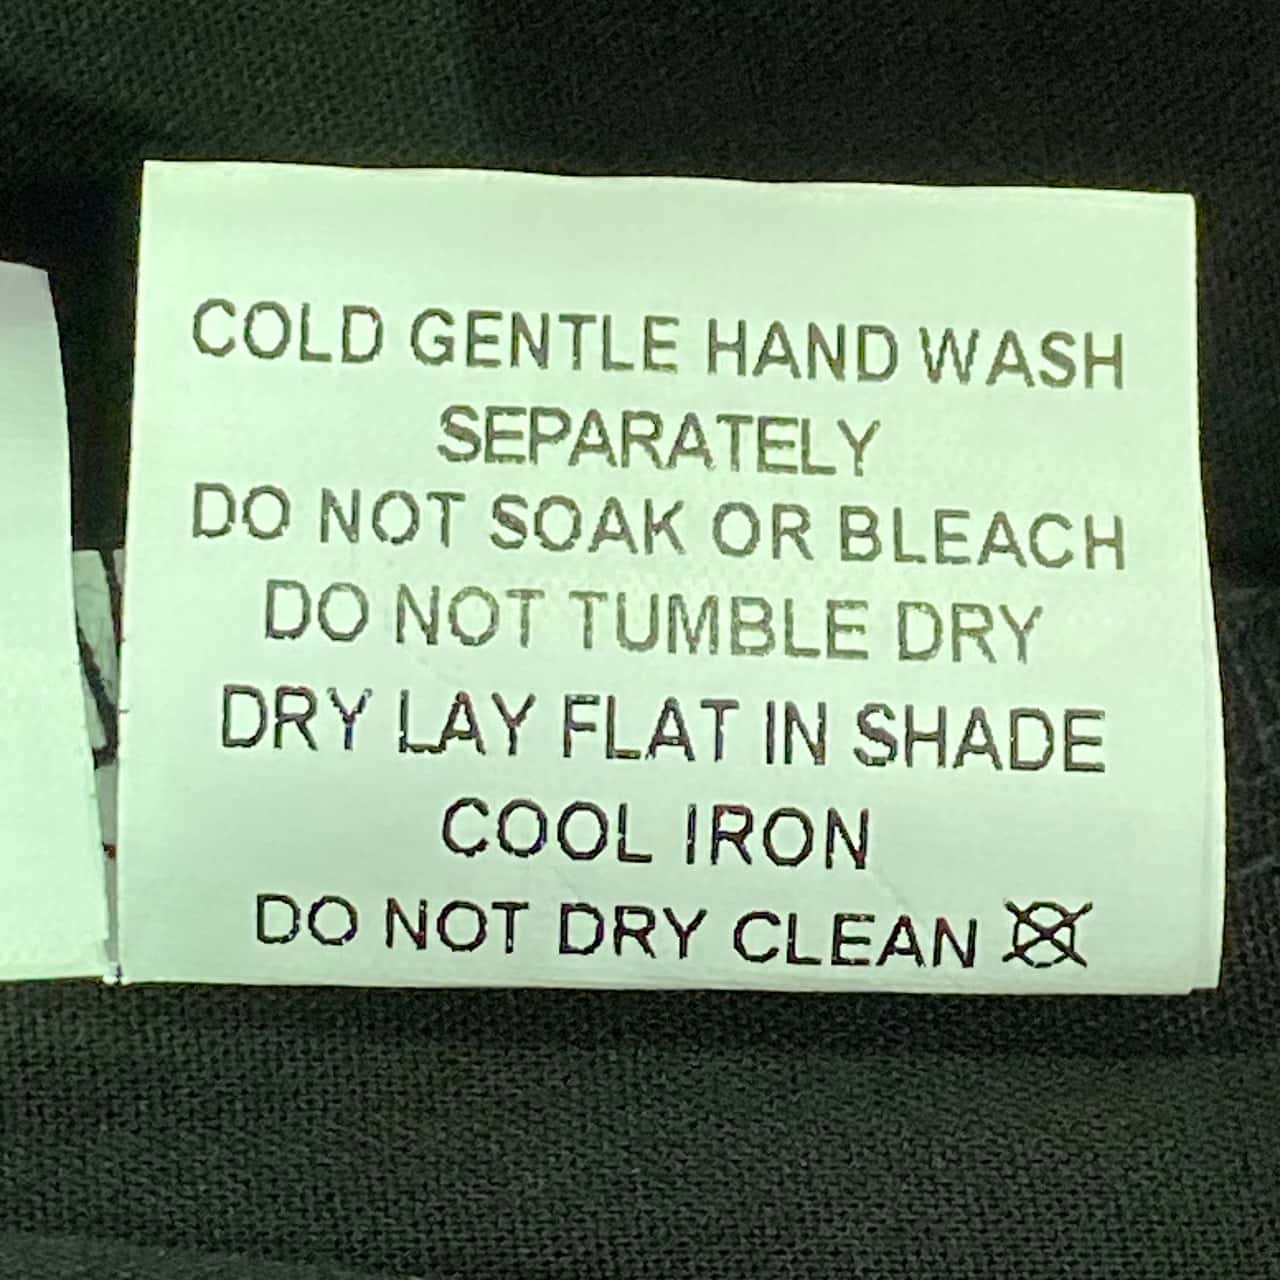 COLD GENTLE HAND WASH
SEPARATELY
DO NOT SOAK OR BLEACH
DO NOT TUMBLE DRY
DRY LAY FLAT IN SHADE
COOL IRON
DO NOT DRY CLEAN